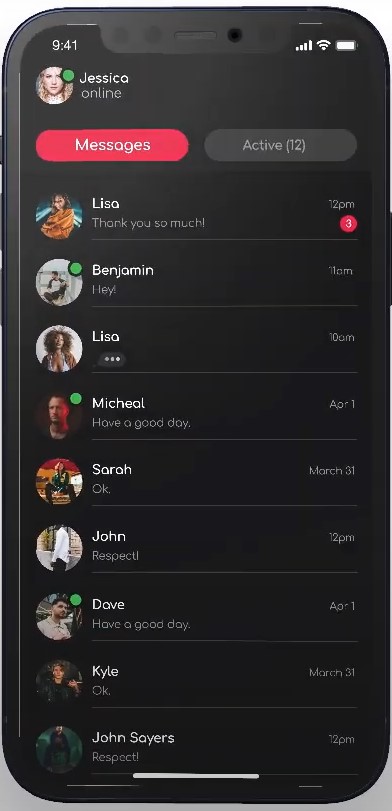 9:41
Jessica
online
Messages
Active (12)
Lisa
12pm
Thank you so much!
3
Benjamin
11am
Hey!
Lisa
10am
Micheal
Apr 1
Have a good day.
Sarah
March 31
Ok.
John
12pm
Respect!
Dave
Apr 1
Have a good day.
Kyle
March 31
Ok.
John Sayers
12pm
Respect!